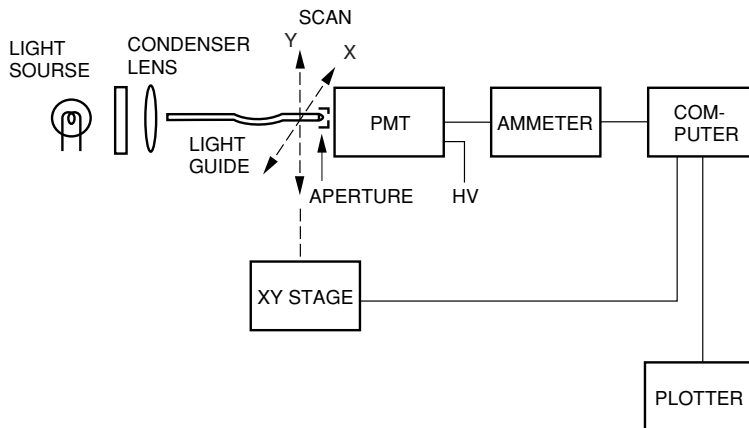 SCAN
Y
X
LIGHT
SOURSE
CONDENSER
LENS
LIGHT
GUIDE
APERTURE
PMT
HV
AMMETER
COM-
PUTER
XY STAGE
PLOTTER